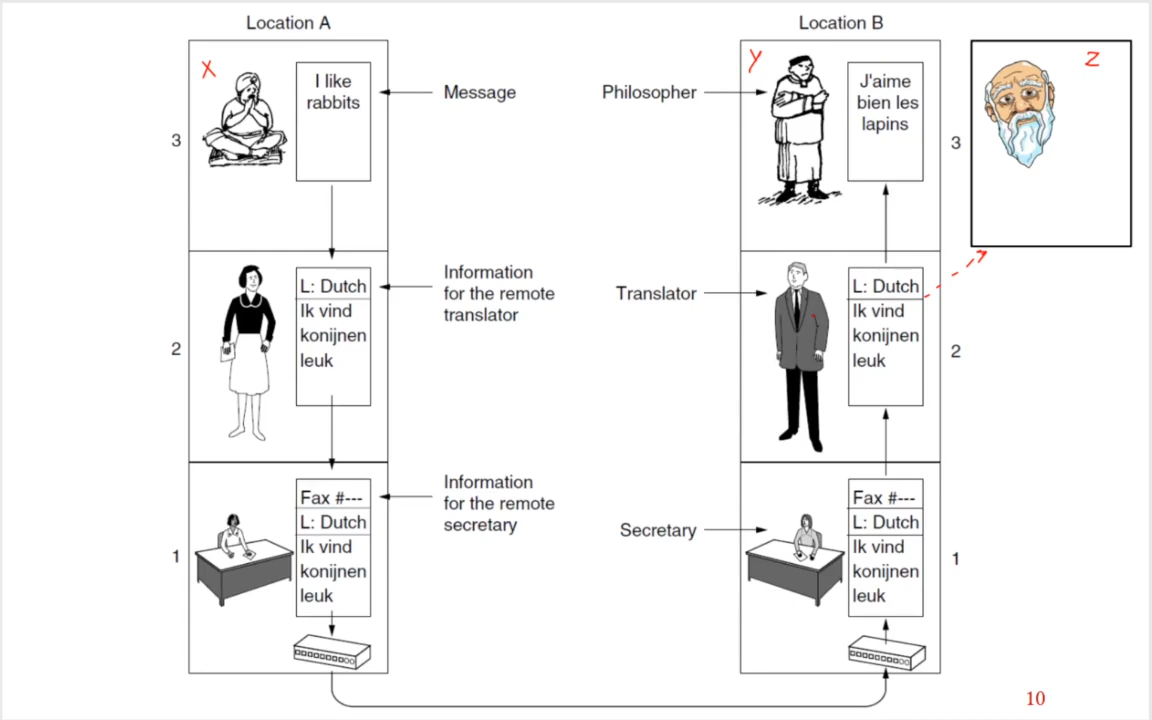 Location A
Location B
X
I like
rabbits
Message
Philosopher
Y
J'aime
bien les
lapins
Z
3
3
L: Dutch
Ik vind
konijnen
leuk
Information
for the remote
translator
Translator
L: Dutch
Ik vind
konijnen
leuk
2
2
Fax #---
L: Dutch
Ik vind
konijnen
leuk
Information
for the remote
secretary
Secretary
Fax #---
L: Dutch
Ik vind
konijnen
leuk
1
1
10